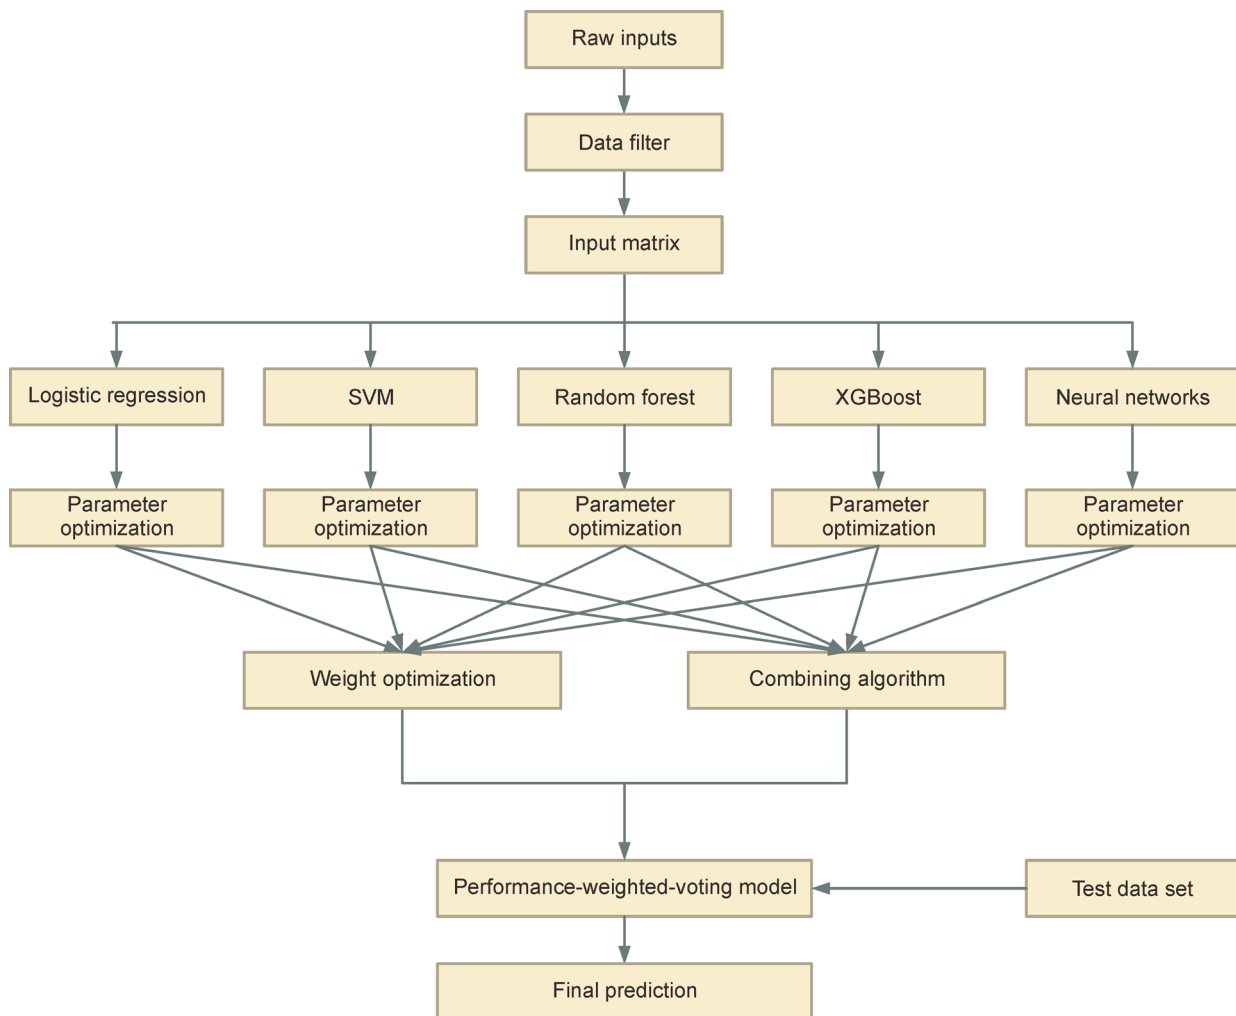 Raw inputs
Data filter
Input matrix
Logistic regression
SVM
Random forest
XGBoost
Neural networks
Parameter
optimization
Parameter
optimization
Parameter
optimization
Parameter
optimization
Parameter
optimization
Weight optimization
Combining algorithm
Performance-weighted-voting model
Test data set
Final prediction